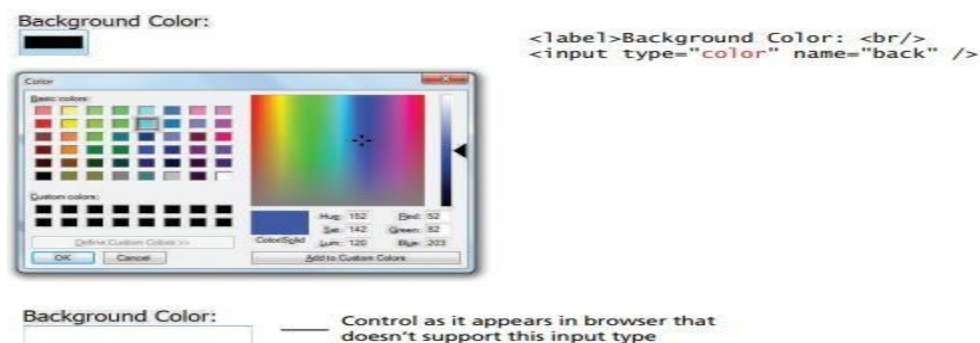 Background Color:
<label>Background Color: <br/>
<input type="color" name="back" />
Color
Basic colors:
Custom colors:
Define Custom Colors >>
OK Cancel
Color|Solid
Hue: 152 Red: 52
Sat: 142 Green: 82
Lum: 120 Blue: 203
Add to Custom Colors
Background Color:
Control as it appears in browser that
doesn't support this input type